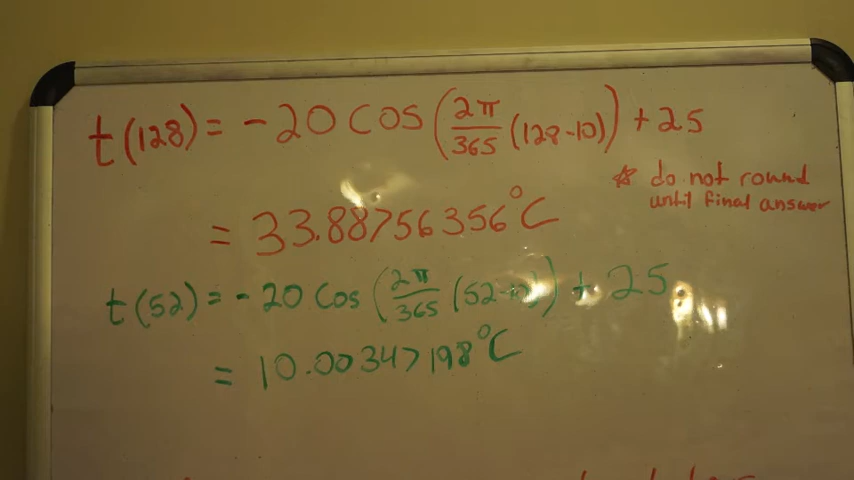 t(128) = -20 cos (2π/365 (128-10)) + 25
* do not round
until final answer
= 33.88756356°C
t(52) = -20 cos (2π/365 (52-10)) + 25
= 10.00347198°C